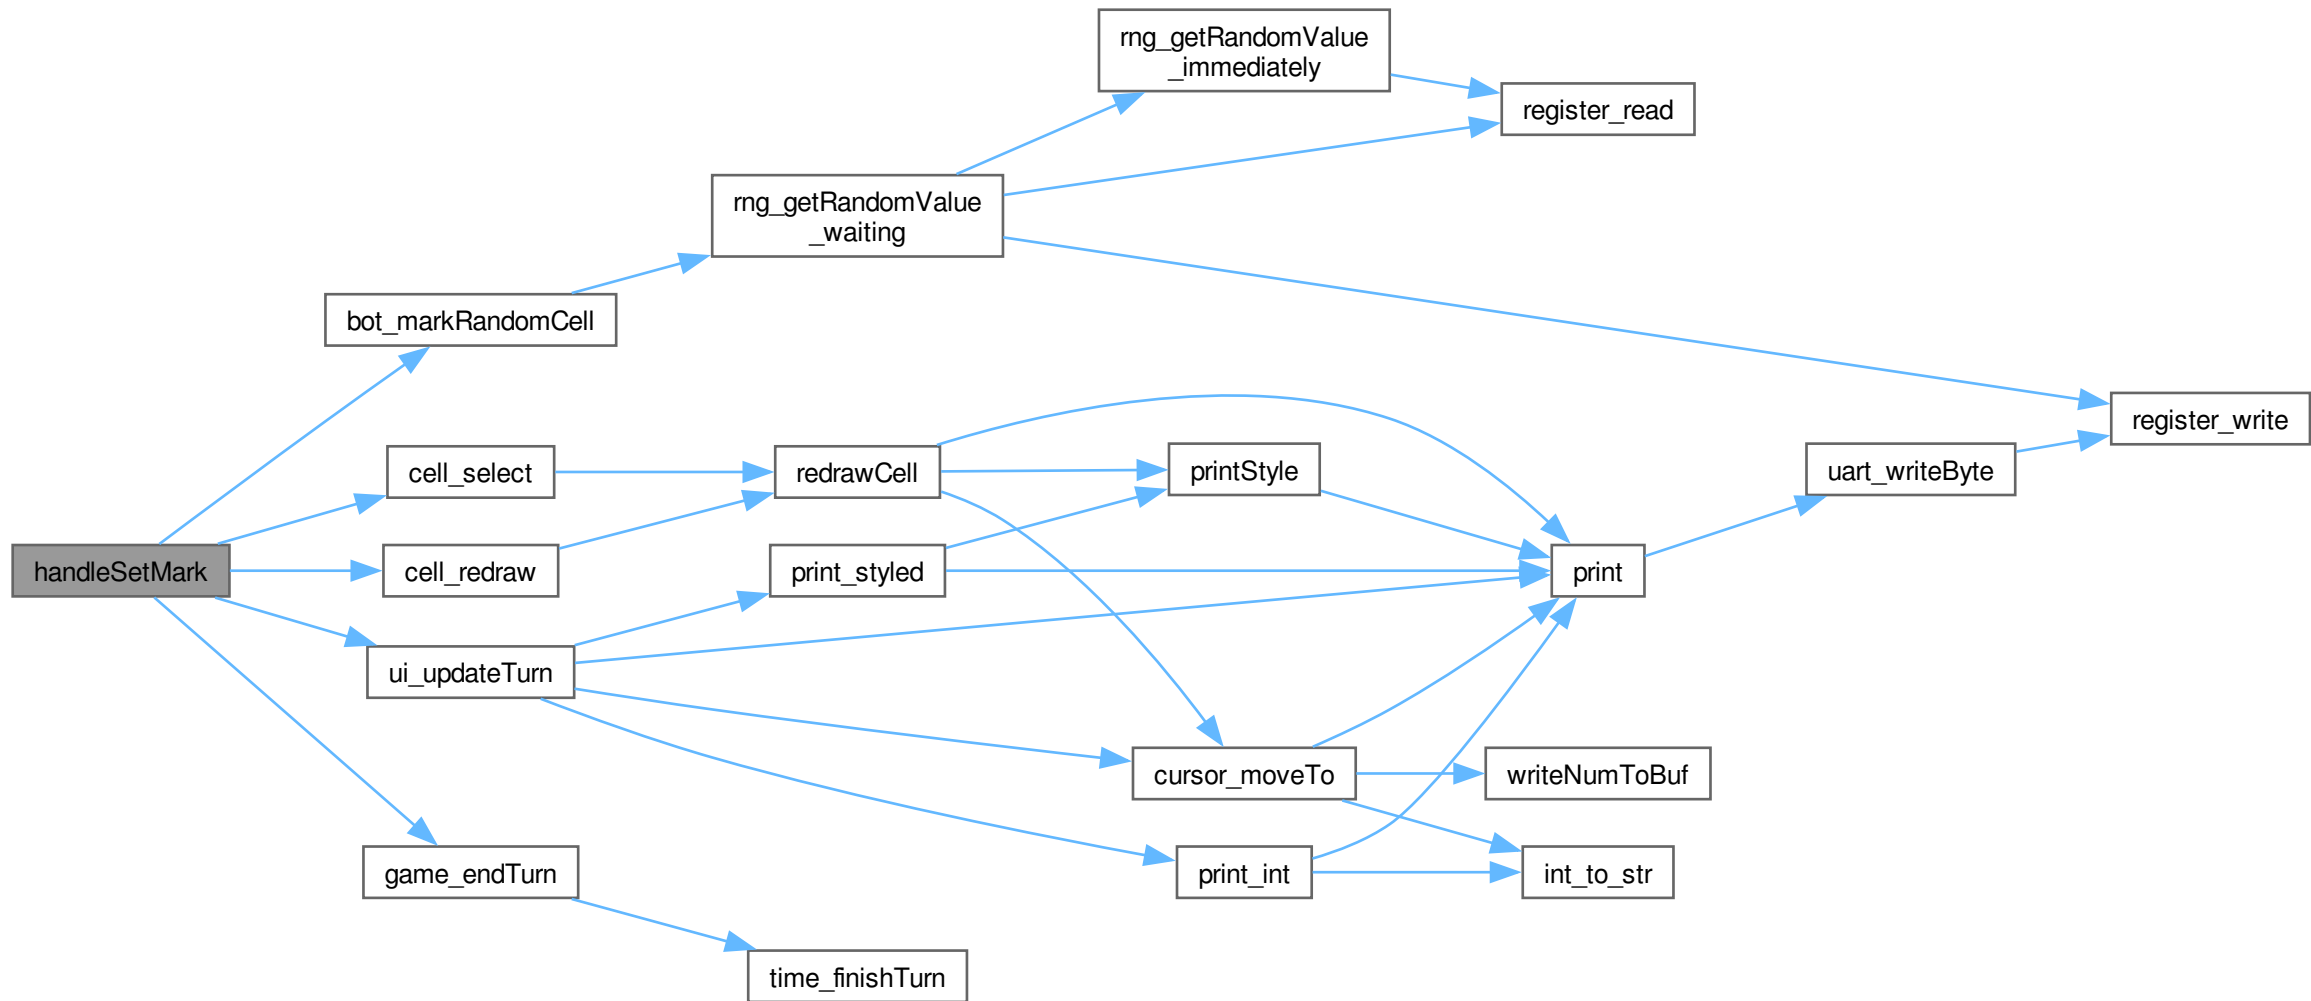 rng_getRandomValue
_immediately
register_read
rng_getRandomValue
_waiting
bot_markRandomCell
register_write
cell_select
redrawCell
printStyle
uart_writeByte
handleSetMark
cell_redraw
print_styled
print
ui_updateTurn
cursor_moveTo
writeNumToBuf
game_endTurn
print_int
int_to_str
time_finishTurn